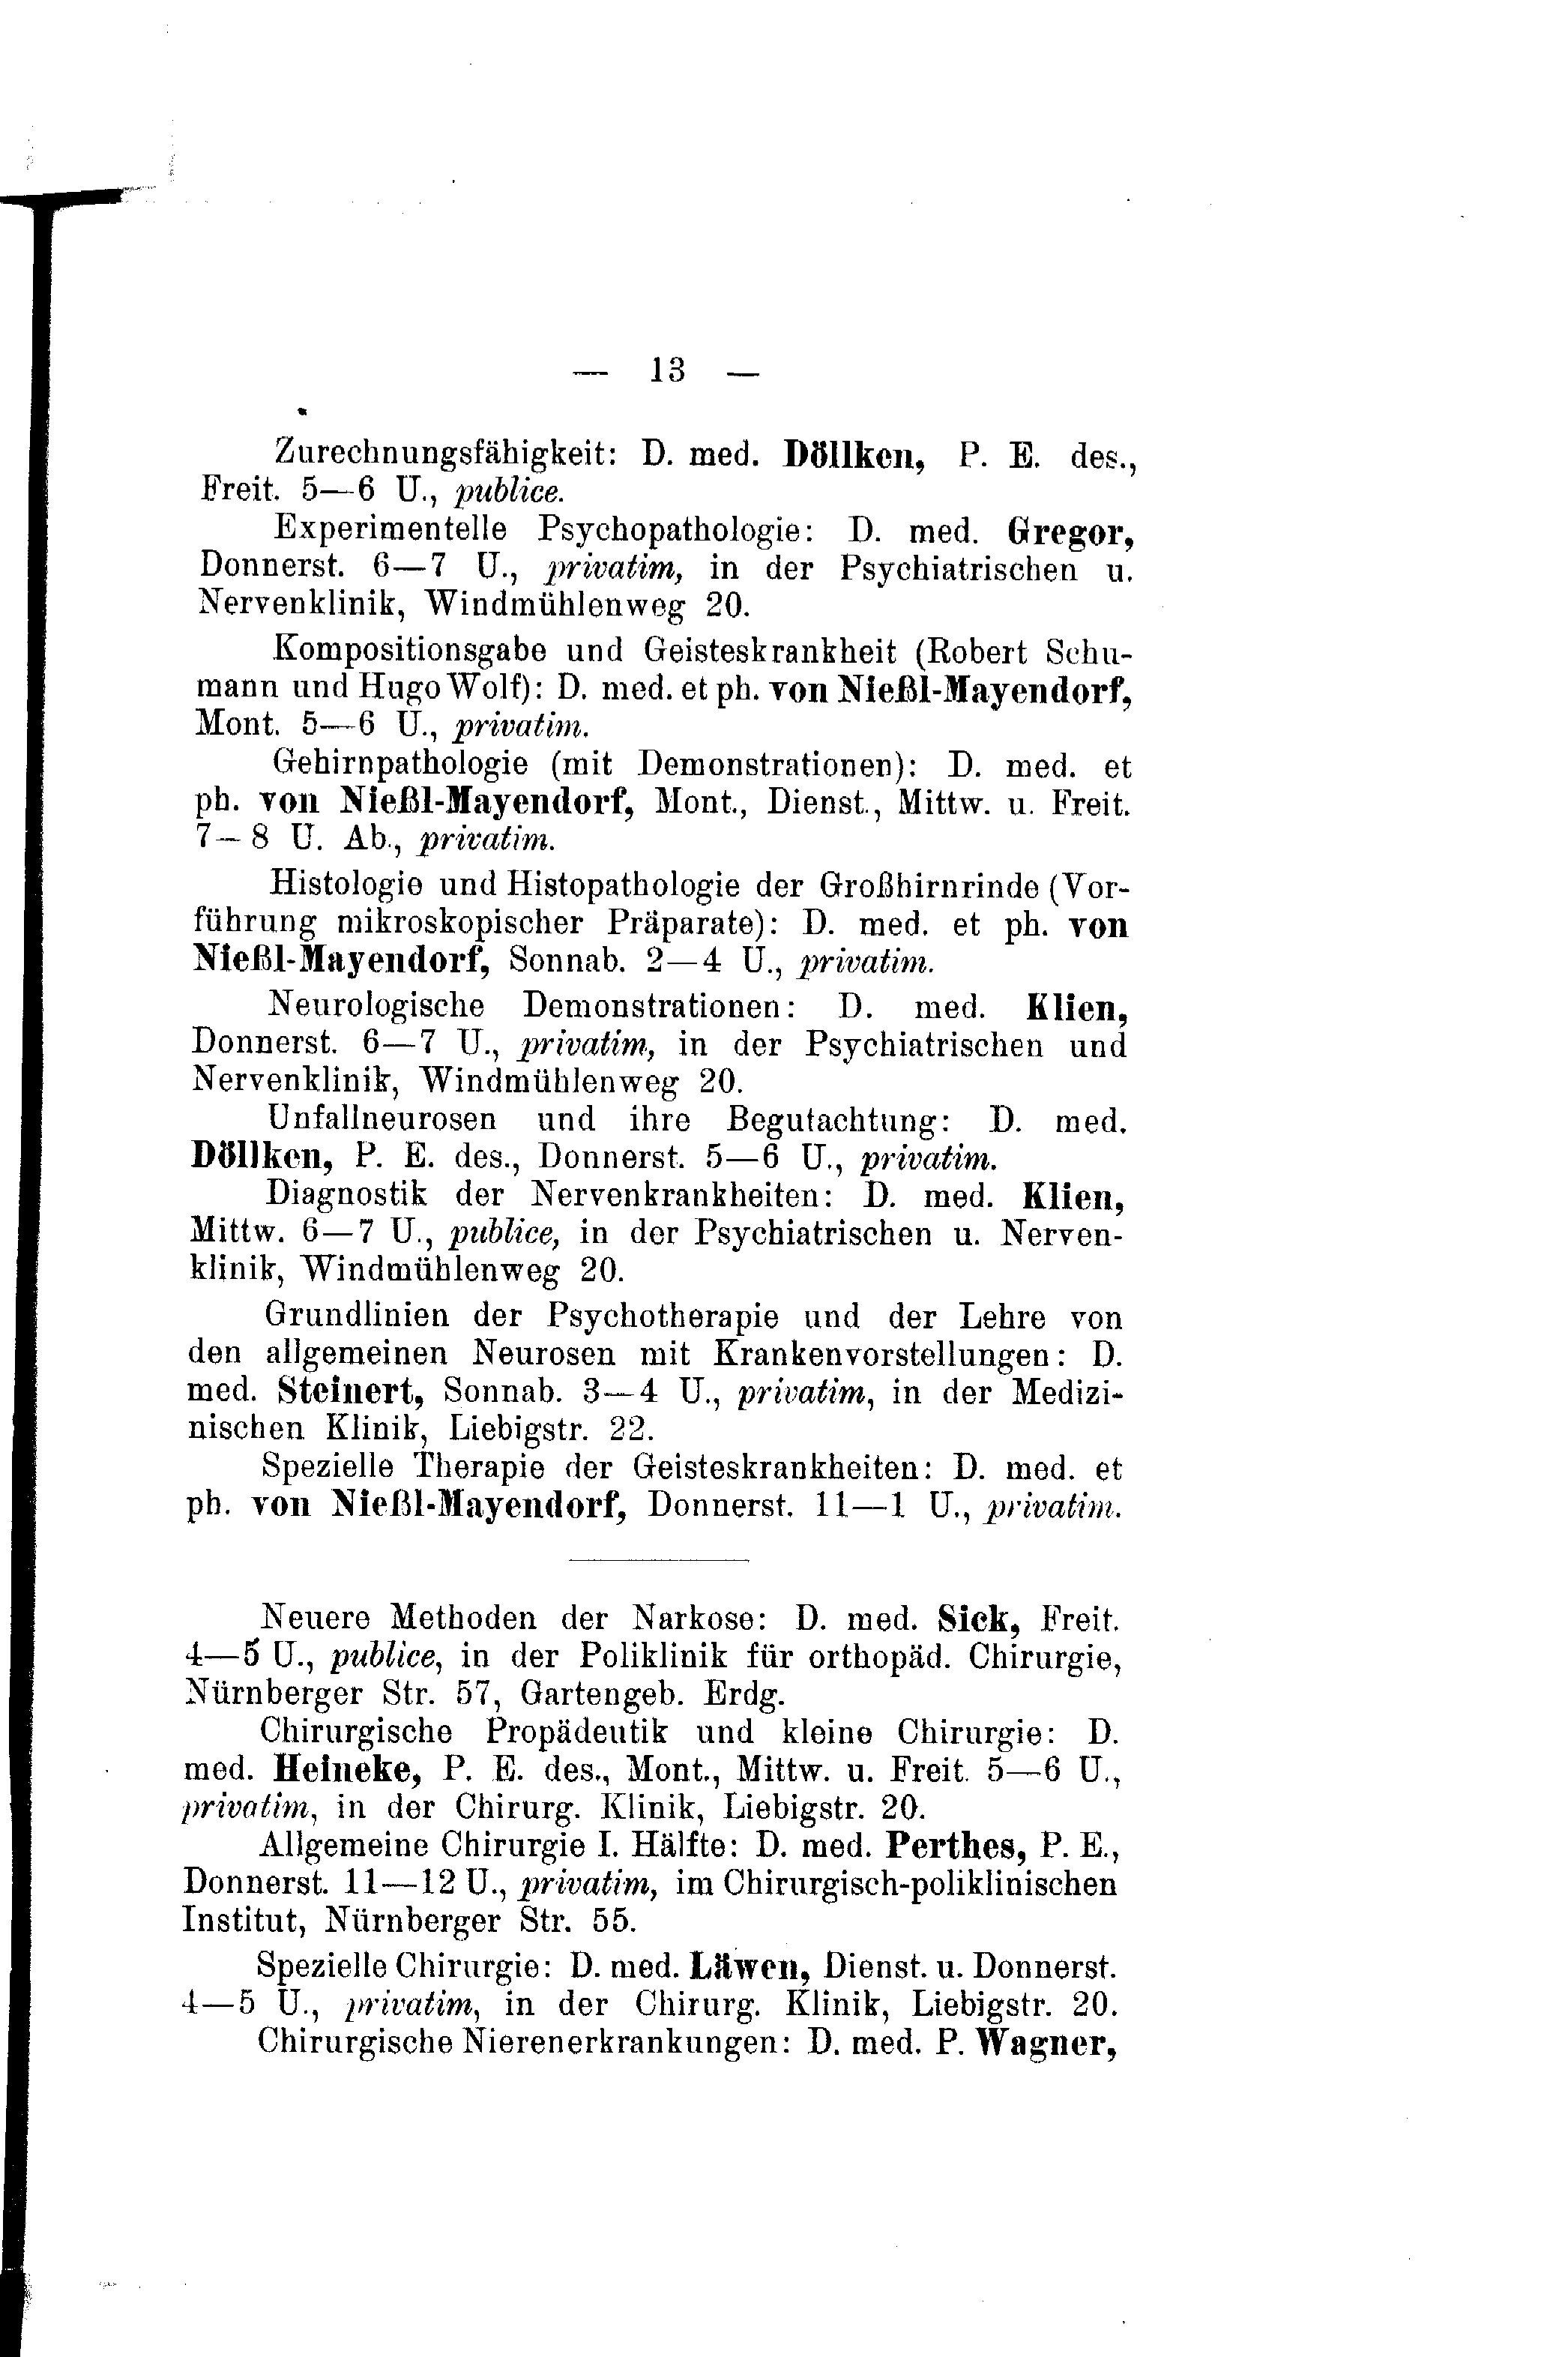 — 13 —
Zurechnungsfähigkeit: D. med. Döllken, P. E. des.,
Freit. 5—6 U., publice.
Experimentelle Psychopathologie: D. med. Gregor,
Donnerst. 6—7 U., privatim, in der Psychiatrischen u.
Nervenklinik, Windmühlenweg 20.
Kompositionsgabe und Geisteskrankheit (Robert Schu-
mann und Hugo Wolf): D. med. et ph. von Nießl-Mayendorf,
Mont. 5—6 U., privatim.
Gehirnpathologie (mit Demonstrationen): D. med. et
ph. von Nießl-Mayendorf, Mont., Dienst., Mittw. u. Freit.
7—8 U. Ab., privatim.
Histologie und Histopathologie der Großhirnrinde (Vor-
führung mikroskopischer Präparate): D. med. et ph. von
Nießl-Mayendorf, Sonnab. 2—4 U., privatim.
Neurologische Demonstrationen: D. med. Klien,
Donnerst. 6—7 U., privatim, in der Psychiatrischen und
Nervenklinik, Windmühlenweg 20.
Unfallneurosen und ihre Begutachtung: D. med.
Döllken, P. E. des., Donnerst. 5—6 U., privatim.
Diagnostik der Nervenkrankheiten: D. med. Klien,
Mittw. 6—7 U., publice, in der Psychiatrischen u. Nerven-
klinik, Windmühlenweg 20.
Grundlinien der Psychotherapie und der Lehre von
den allgemeinen Neurosen mit Krankenvorstellungen: D.
med. Steinert, Sonnab. 3—4 U., privatim, in der Medizi-
nischen Klinik, Liebigstr. 22.
Spezielle Therapie der Geisteskrankheiten: D. med. et
ph. von Nießl-Mayendorf, Donnerst. 11—1 U., privatim.
Neuere Methoden der Narkose: D. med. Sick, Freit.
4—5 U., publice, in der Poliklinik für orthopäd. Chirurgie,
Nürnberger Str. 57, Gartengeb. Erdg.
Chirurgische Propädeutik und kleine Chirurgie: D.
med. Heineke, P. E. des., Mont., Mittw. u. Freit. 5—6 U.,
privatim, in der Chirurg. Klinik, Liebigstr. 20.
Allgemeine Chirurgie I. Hälfte: D. med. Perthes, P. E.,
Donnerst. 11—12 U., privatim, im Chirurgisch-poliklinischen
Institut, Nürnberger Str. 55.
Spezielle Chirurgie: D. med. Läwen, Dienst. u. Donnerst.
4—5 U., privatim, in der Chirurg. Klinik, Liebigstr. 20.
Chirurgische Nierenerkrankungen: D. med. P. Wagner,